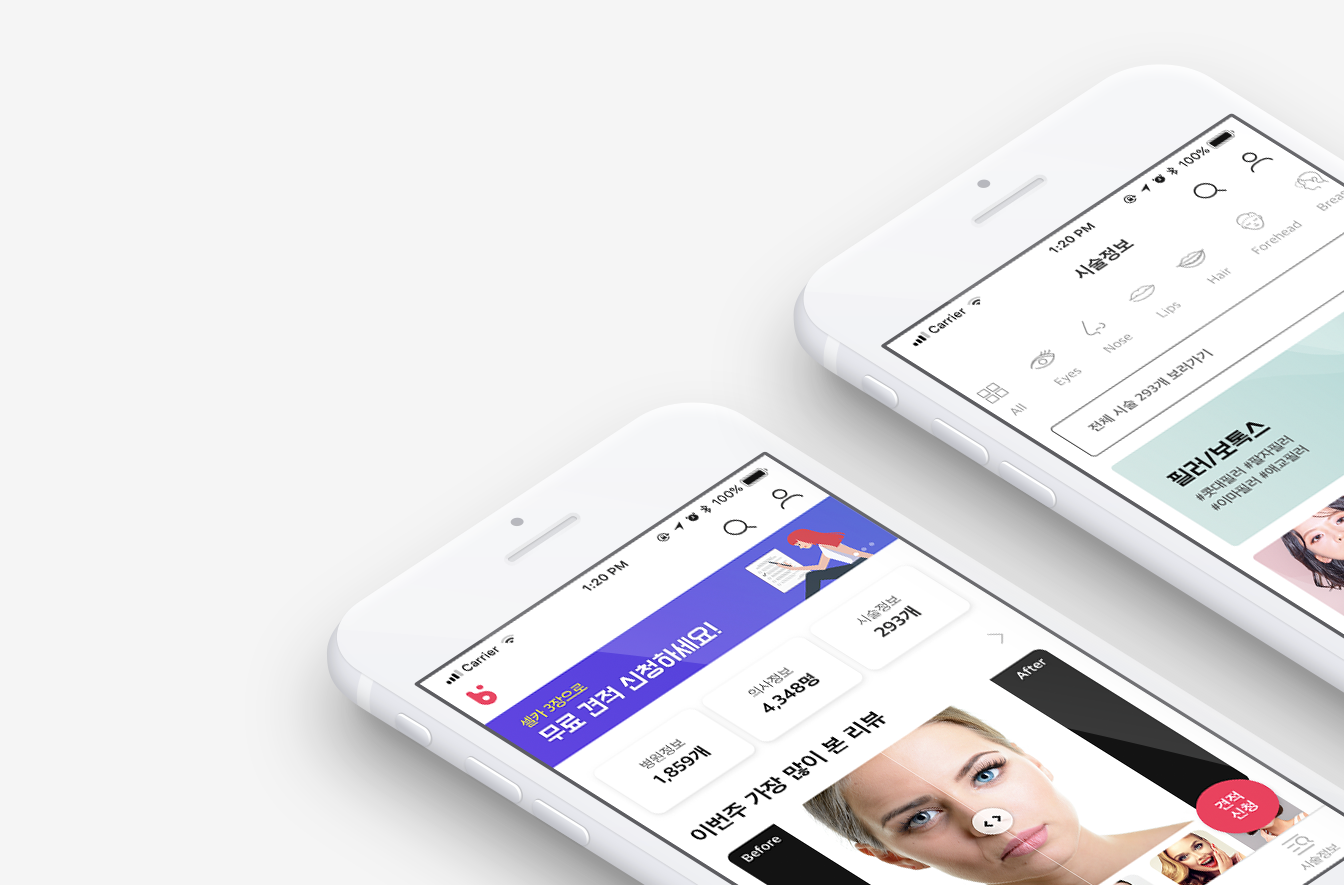 Carrier
1:20 PM
100%
셀카 3장으로
무료 견적 신청하세요!
병원정보
1,859개
의사정보
4,348명
시술정보
293개
이번주 가장 많이 본 리뷰
Before
After
견적
신청
시술정보
Carrier
1:20 PM
100%
시술정보
All
Eyes
Nose
Lips
Hair
Forehead
Breas
전체 시술 293개 보러가기
필러/보톡스
#콧대필러 #팔자필러
#이마필러 #애교필러